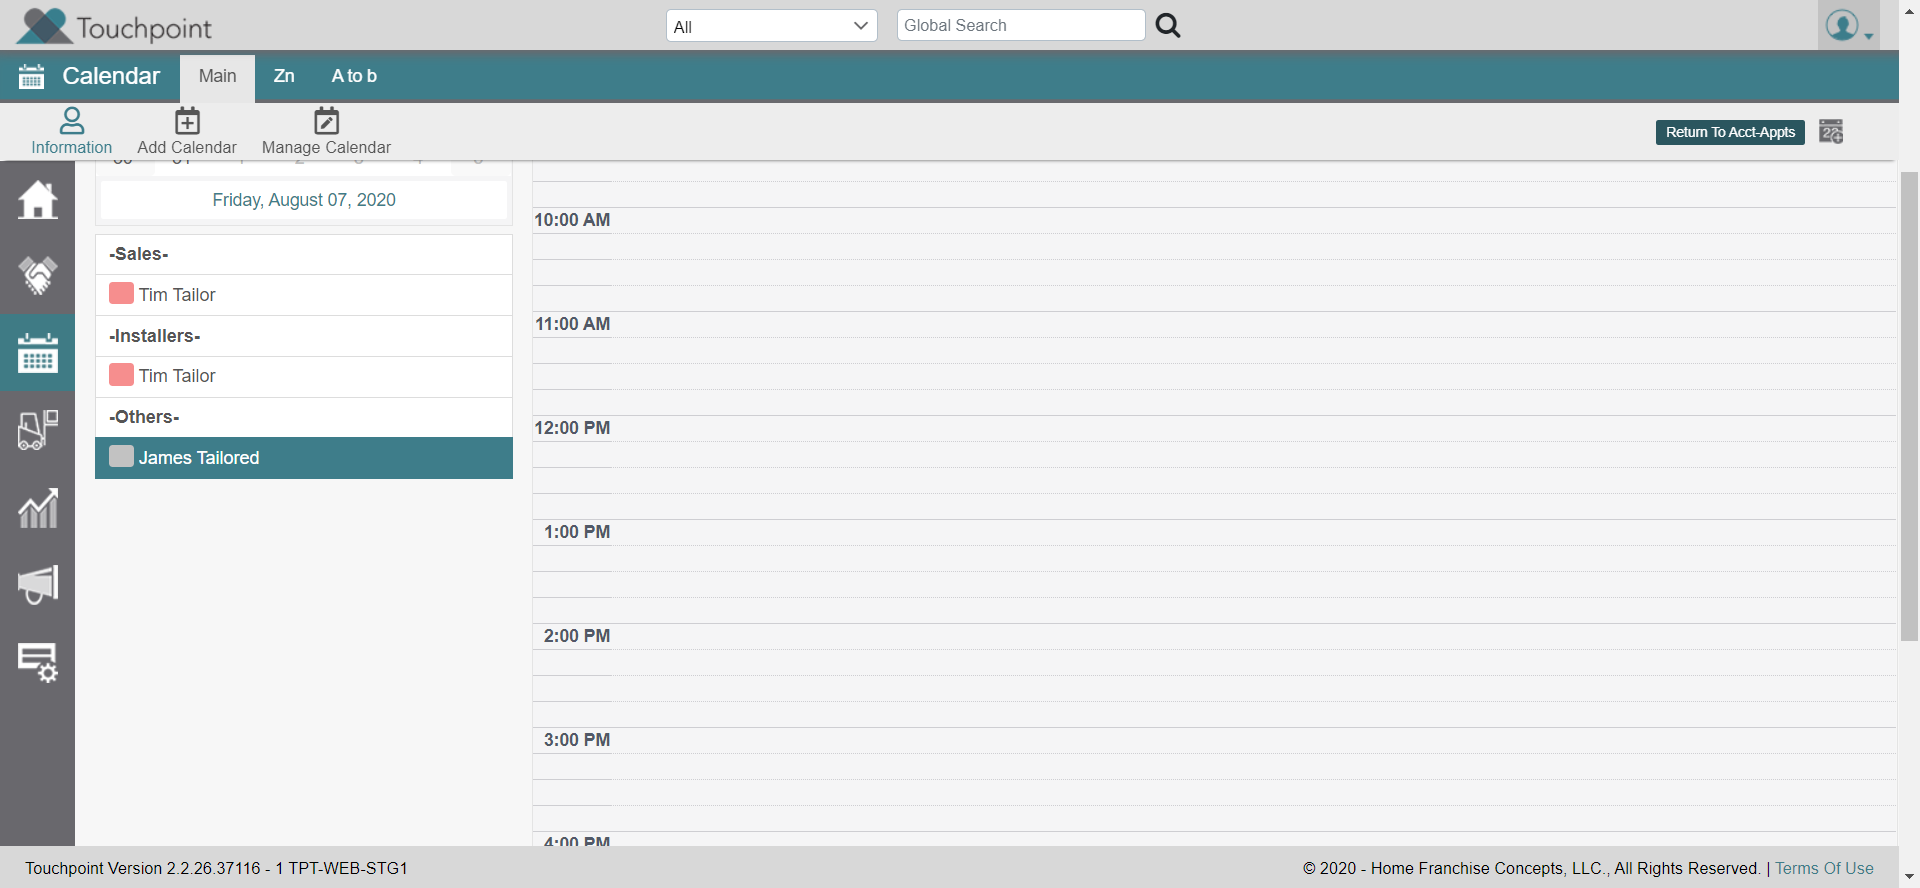 Touchpoint
All
Global Search
Calendar
Main
Zn
A to b
Information
Add Calendar
Manage Calendar
Return To Acct-Appts
Friday, August 07, 2020
-Sales-
Tim Tailor
-Installers-
Tim Tailor
-Others-
James Tailored
10:00 AM
11:00 AM
12:00 PM
1:00 PM
2:00 PM
3:00 PM
4:00 PM
Touchpoint Version 2.2.26.37116 - 1 TPT-WEB-STG1
© 2020 - Home Franchise Concepts, LLC., All Rights Reserved. | Terms Of Use